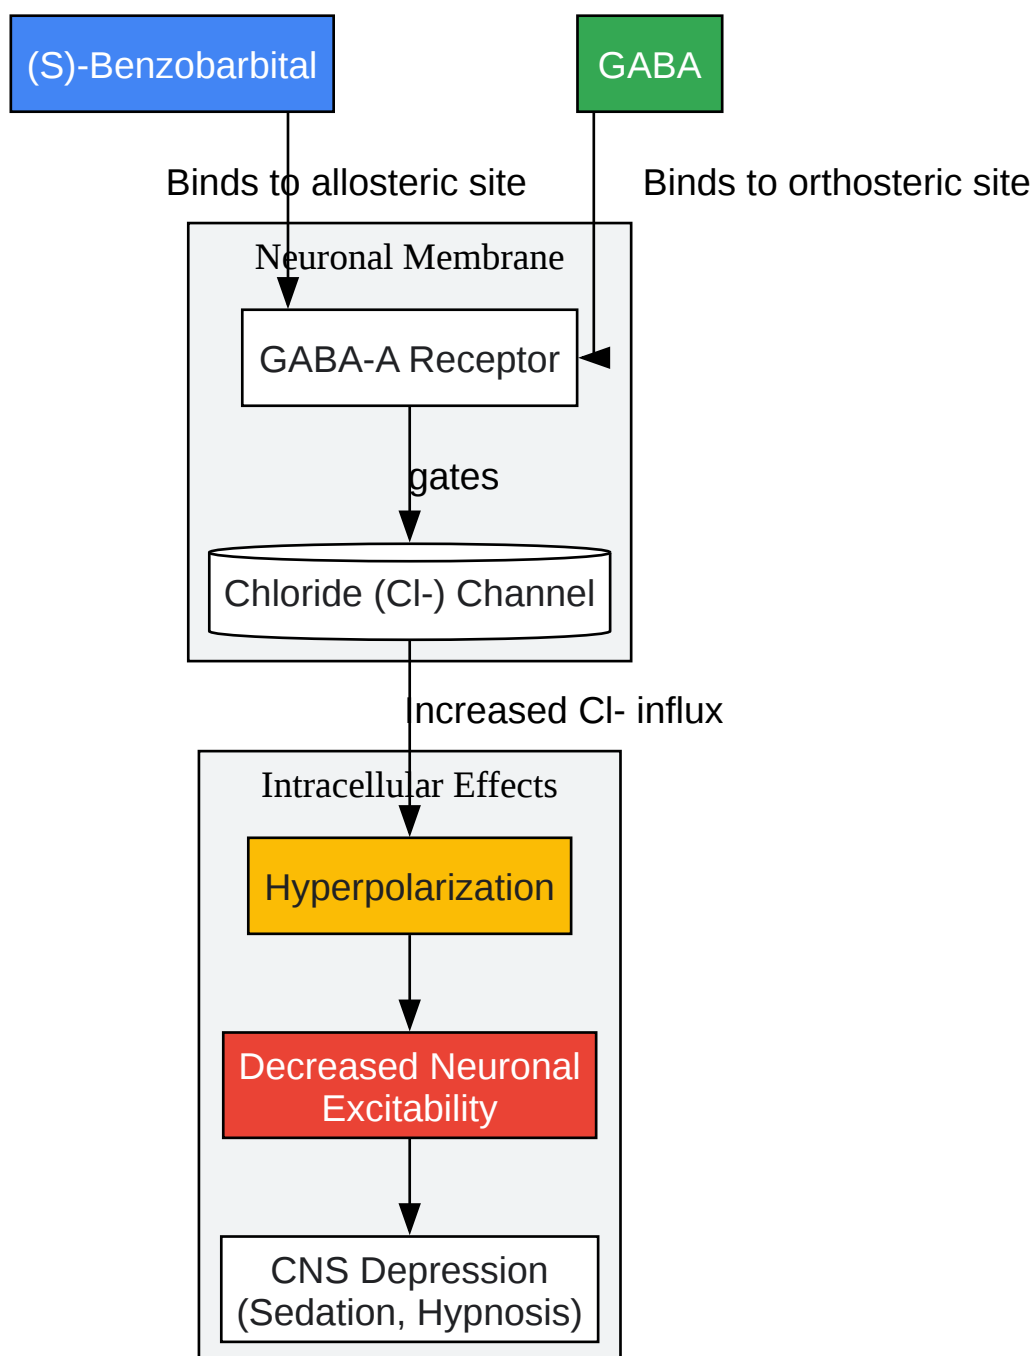 (S)-Benzobarbital
GABA
Binds to allosteric site
Binds to orthosteric site
Neuronal Membrane
GABA-A Receptor
gates
Chloride (Cl-) Channel
Increased Cl- influx
Intracellular Effects
Hyperpolarization
Decreased Neuronal
Excitability
CNS Depression
(Sedation, Hypnosis)